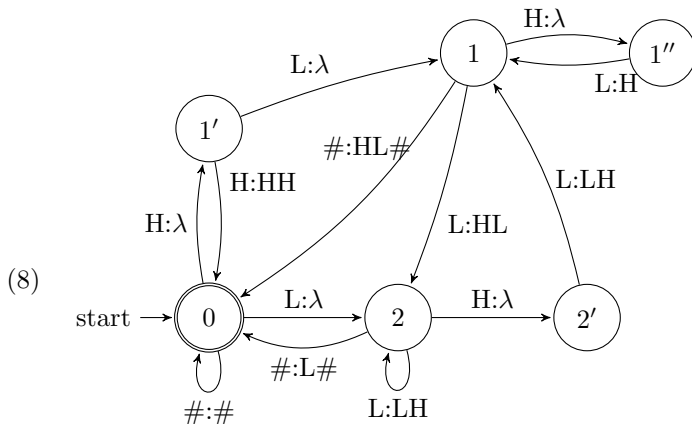 H:λ
1
1″
L:λ
L:H
1′
#:HL#
H:HH
L:LH
H:λ
L:HL
(8)
start
0
L:λ
2
H:λ
2′
#:L#
#:#
L:LH